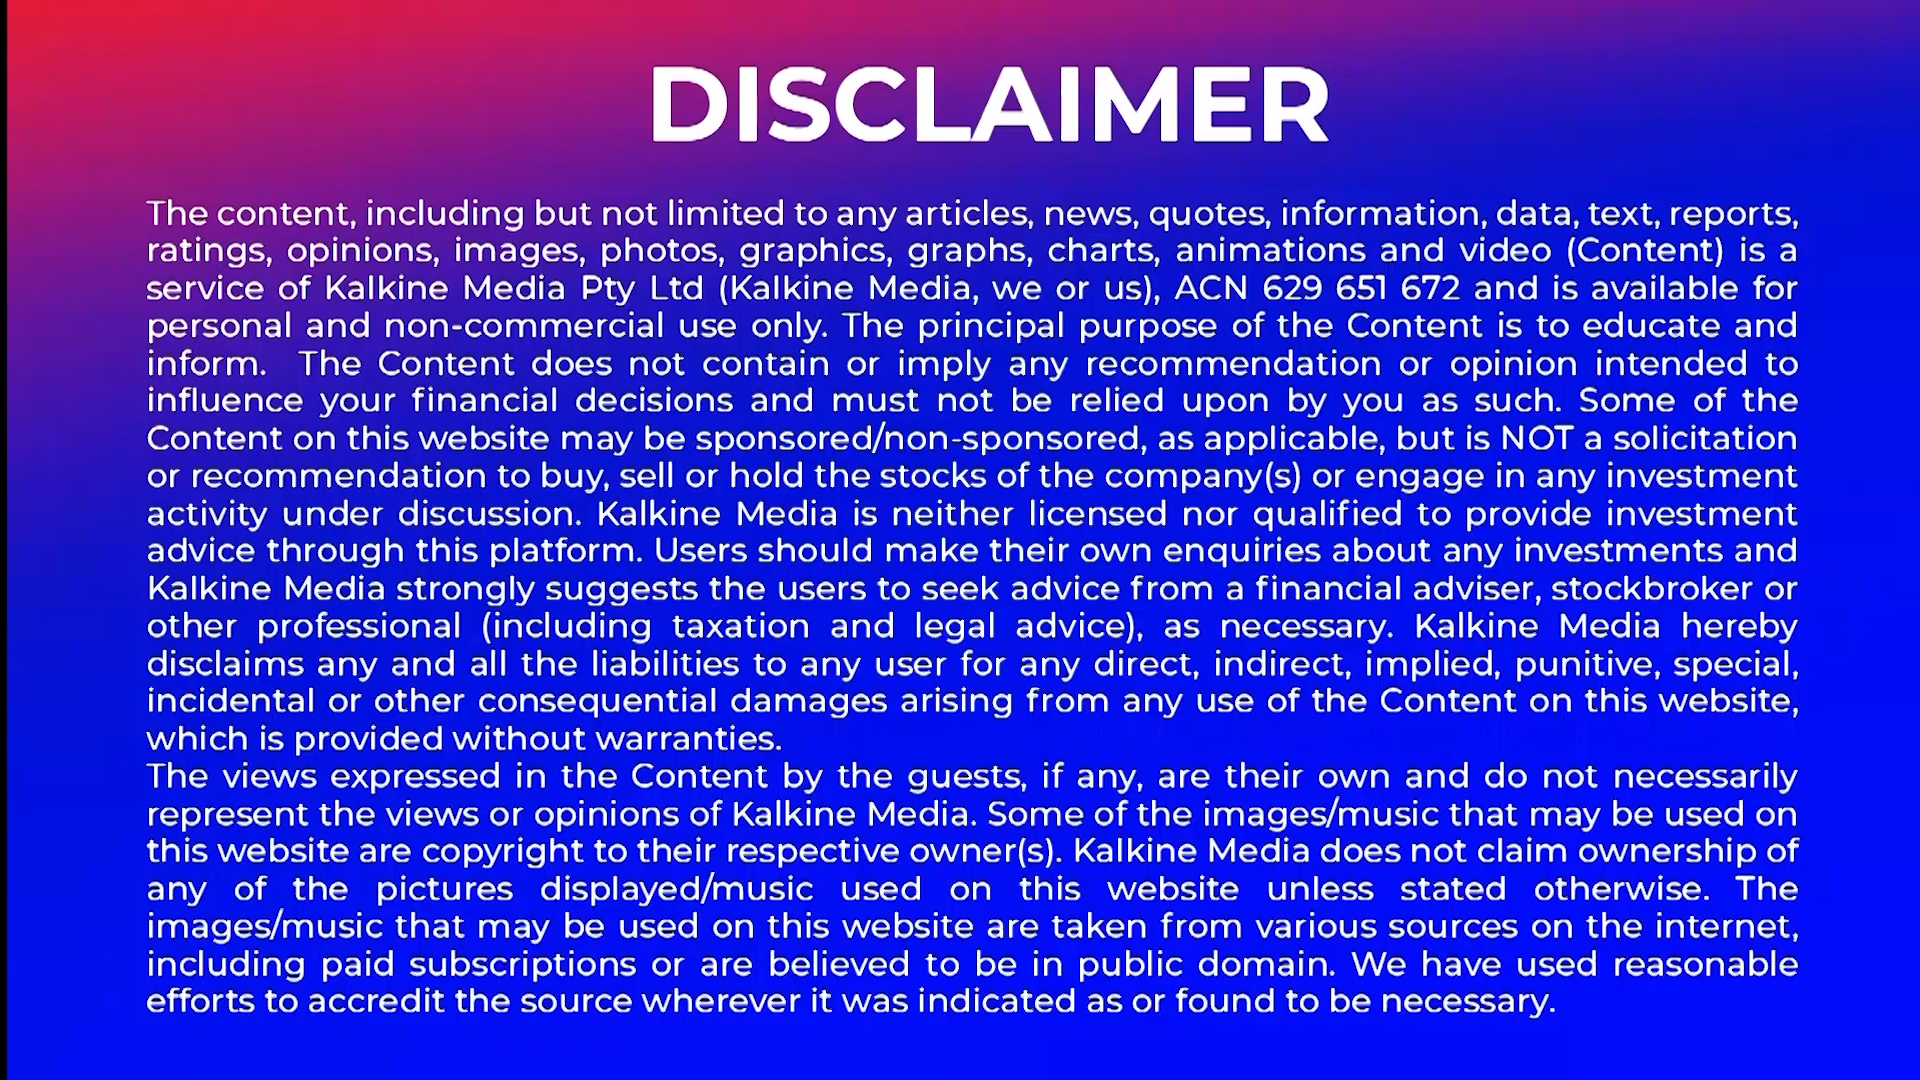 DISCLAIMER
The content, including but not limited to any articles, news, quotes, information, data, text, reports,
ratings, opinions, images, photos, graphics, graphs, charts, animations and video (Content) is a
service of Kalkine Media Pty Ltd (Kalkine Media, we or us), ACN 629 651 672 and is available for
personal and non-commercial use only. The principal purpose of the Content is to educate and
inform.  The Content does not contain or imply any recommendation or opinion intended to
influence your financial decisions and must not be relied upon by you as such. Some of the
Content on this website may be sponsored/non-sponsored, as applicable, but is NOT a solicitation
or recommendation to buy, sell or hold the stocks of the company(s) or engage in any investment
activity under discussion. Kalkine Media is neither licensed nor qualified to provide investment
advice through this platform. Users should make their own enquiries about any investments and
Kalkine Media strongly suggests the users to seek advice from a financial adviser, stockbroker or
other professional (including taxation and legal advice), as necessary. Kalkine Media hereby
disclaims any and all the liabilities to any user for any direct, indirect, implied, punitive, special,
incidental or other consequential damages arising from any use of the Content on this website,
which is provided without warranties.
The views expressed in the Content by the guests, if any, are their own and do not necessarily
represent the views or opinions of Kalkine Media. Some of the images/music that may be used on
this website are copyright to their respective owner(s). Kalkine Media does not claim ownership of
any of the pictures displayed/music used on this website unless stated otherwise. The
images/music that may be used on this website are taken from various sources on the internet,
including paid subscriptions or are believed to be in public domain. We have used reasonable
efforts to accredit the source wherever it was indicated as or found to be necessary.